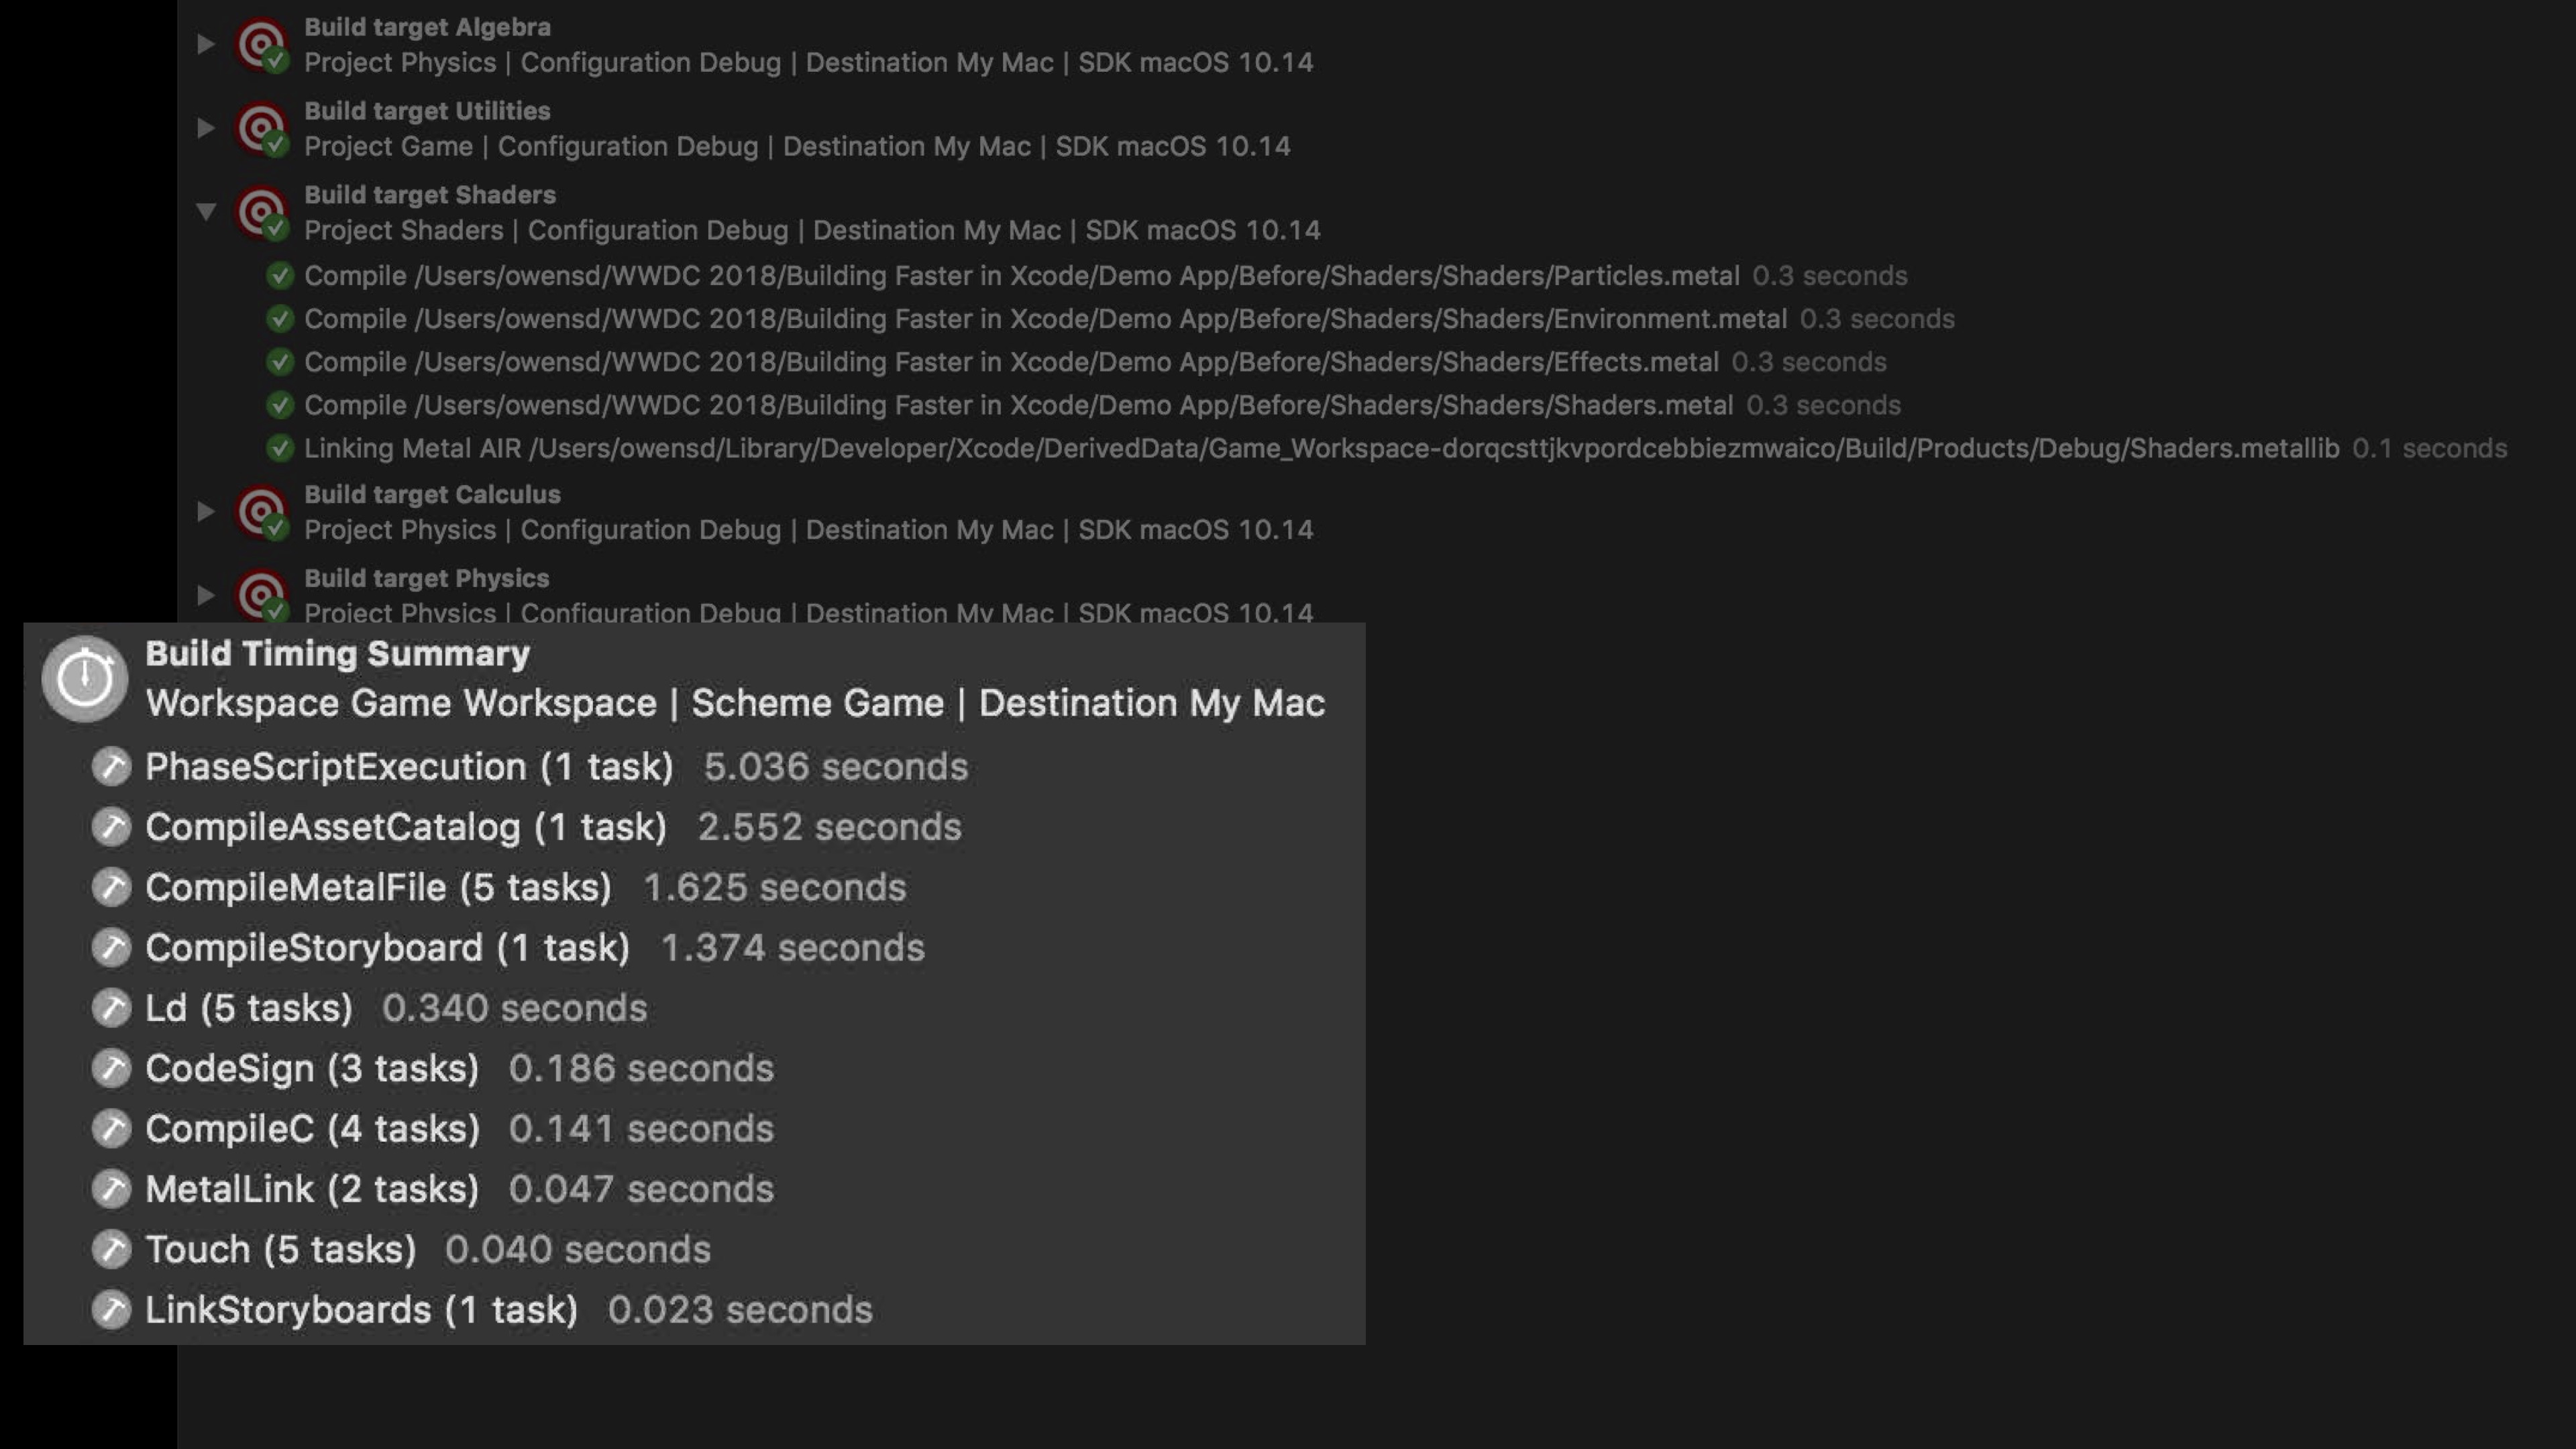 Build target Algebra
Project Physics | Configuration Debug | Destination My Mac | SDK macOS 10.14
Build target Utilities
Project Game | Configuration Debug | Destination My Mac | SDK macOS 10.14
Build target Shaders
Project Shaders | Configuration Debug | Destination My Mac | SDK macOS 10.14
Compile /Users/owensd/WWDC 2018/Building Faster in Xcode/Demo App/Before/Shaders/Shaders/Particles.metal 0.3 seconds
Compile /Users/owensd/WWDC 2018/Building Faster in Xcode/Demo App/Before/Shaders/Shaders/Environment.metal 0.3 seconds
Compile /Users/owensd/WWDC 2018/Building Faster in Xcode/Demo App/Before/Shaders/Shaders/Effects.metal 0.3 seconds
Compile /Users/owensd/WWDC 2018/Building Faster in Xcode/Demo App/Before/Shaders/Shaders/Shaders.metal 0.3 seconds
Linking Metal AIR /Users/owensd/Library/Developer/Xcode/DerivedData/Game_Workspace-dorqcsttjkvpordcebbiezmwaico/Build/Products/Debug/Shaders.metallib 0.1 seconds
Build target Calculus
Project Physics | Configuration Debug | Destination My Mac | SDK macOS 10.14
Build target Physics
Project Physics | Configuration Debug | Destination My Mac | SDK macOS 10.14
Build Timing Summary
Workspace Game Workspace | Scheme Game | Destination My Mac
PhaseScriptExecution (1 task) 5.036 seconds
CompileAssetCatalog (1 task) 2.552 seconds
CompileMetalFile (5 tasks) 1.625 seconds
CompileStoryboard (1 task) 1.374 seconds
Ld (5 tasks) 0.340 seconds
CodeSign (3 tasks) 0.186 seconds
CompileC (4 tasks) 0.141 seconds
MetalLink (2 tasks) 0.047 seconds
Touch (5 tasks) 0.040 seconds
LinkStoryboards (1 task) 0.023 seconds